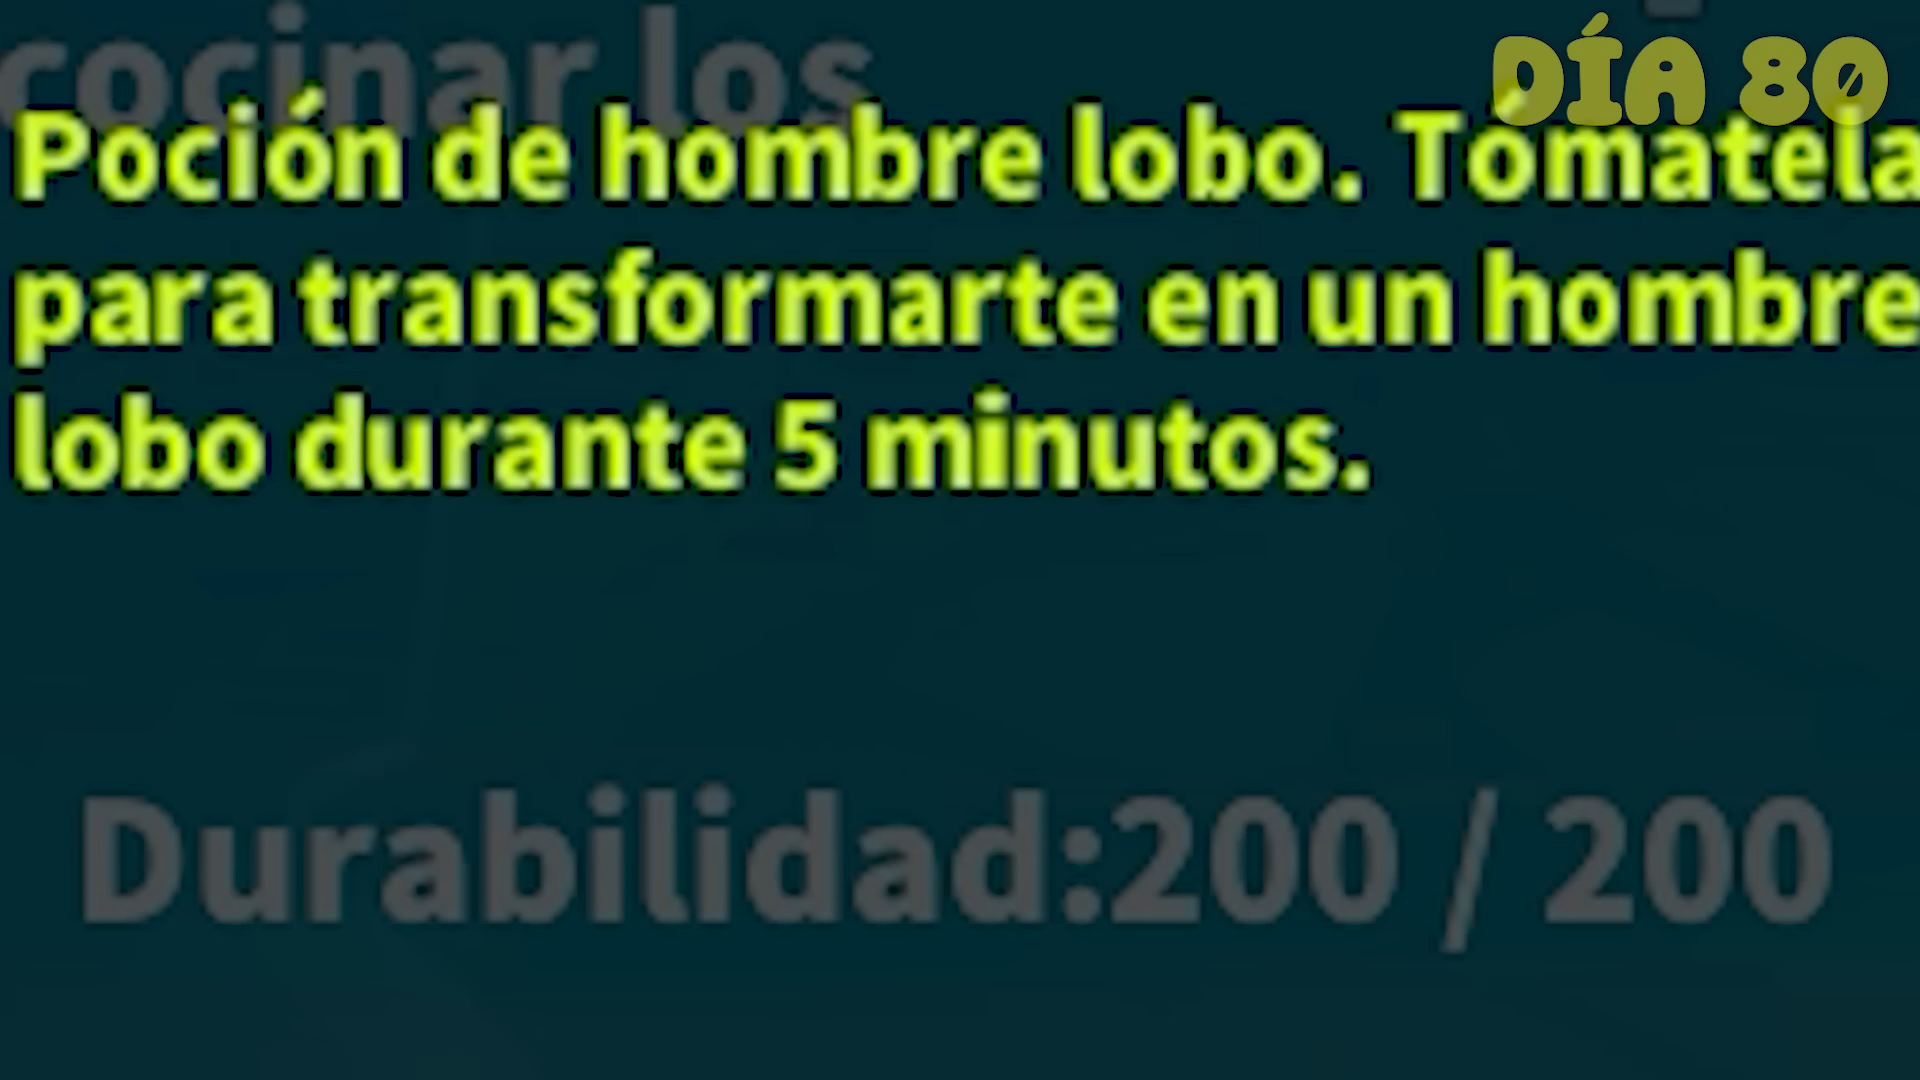 cocinar los
DÍA 80
Poción de hombre lobo. Tómatela
para transformarte en un hombre
lobo durante 5 minutos.
Durabilidad:200 / 200